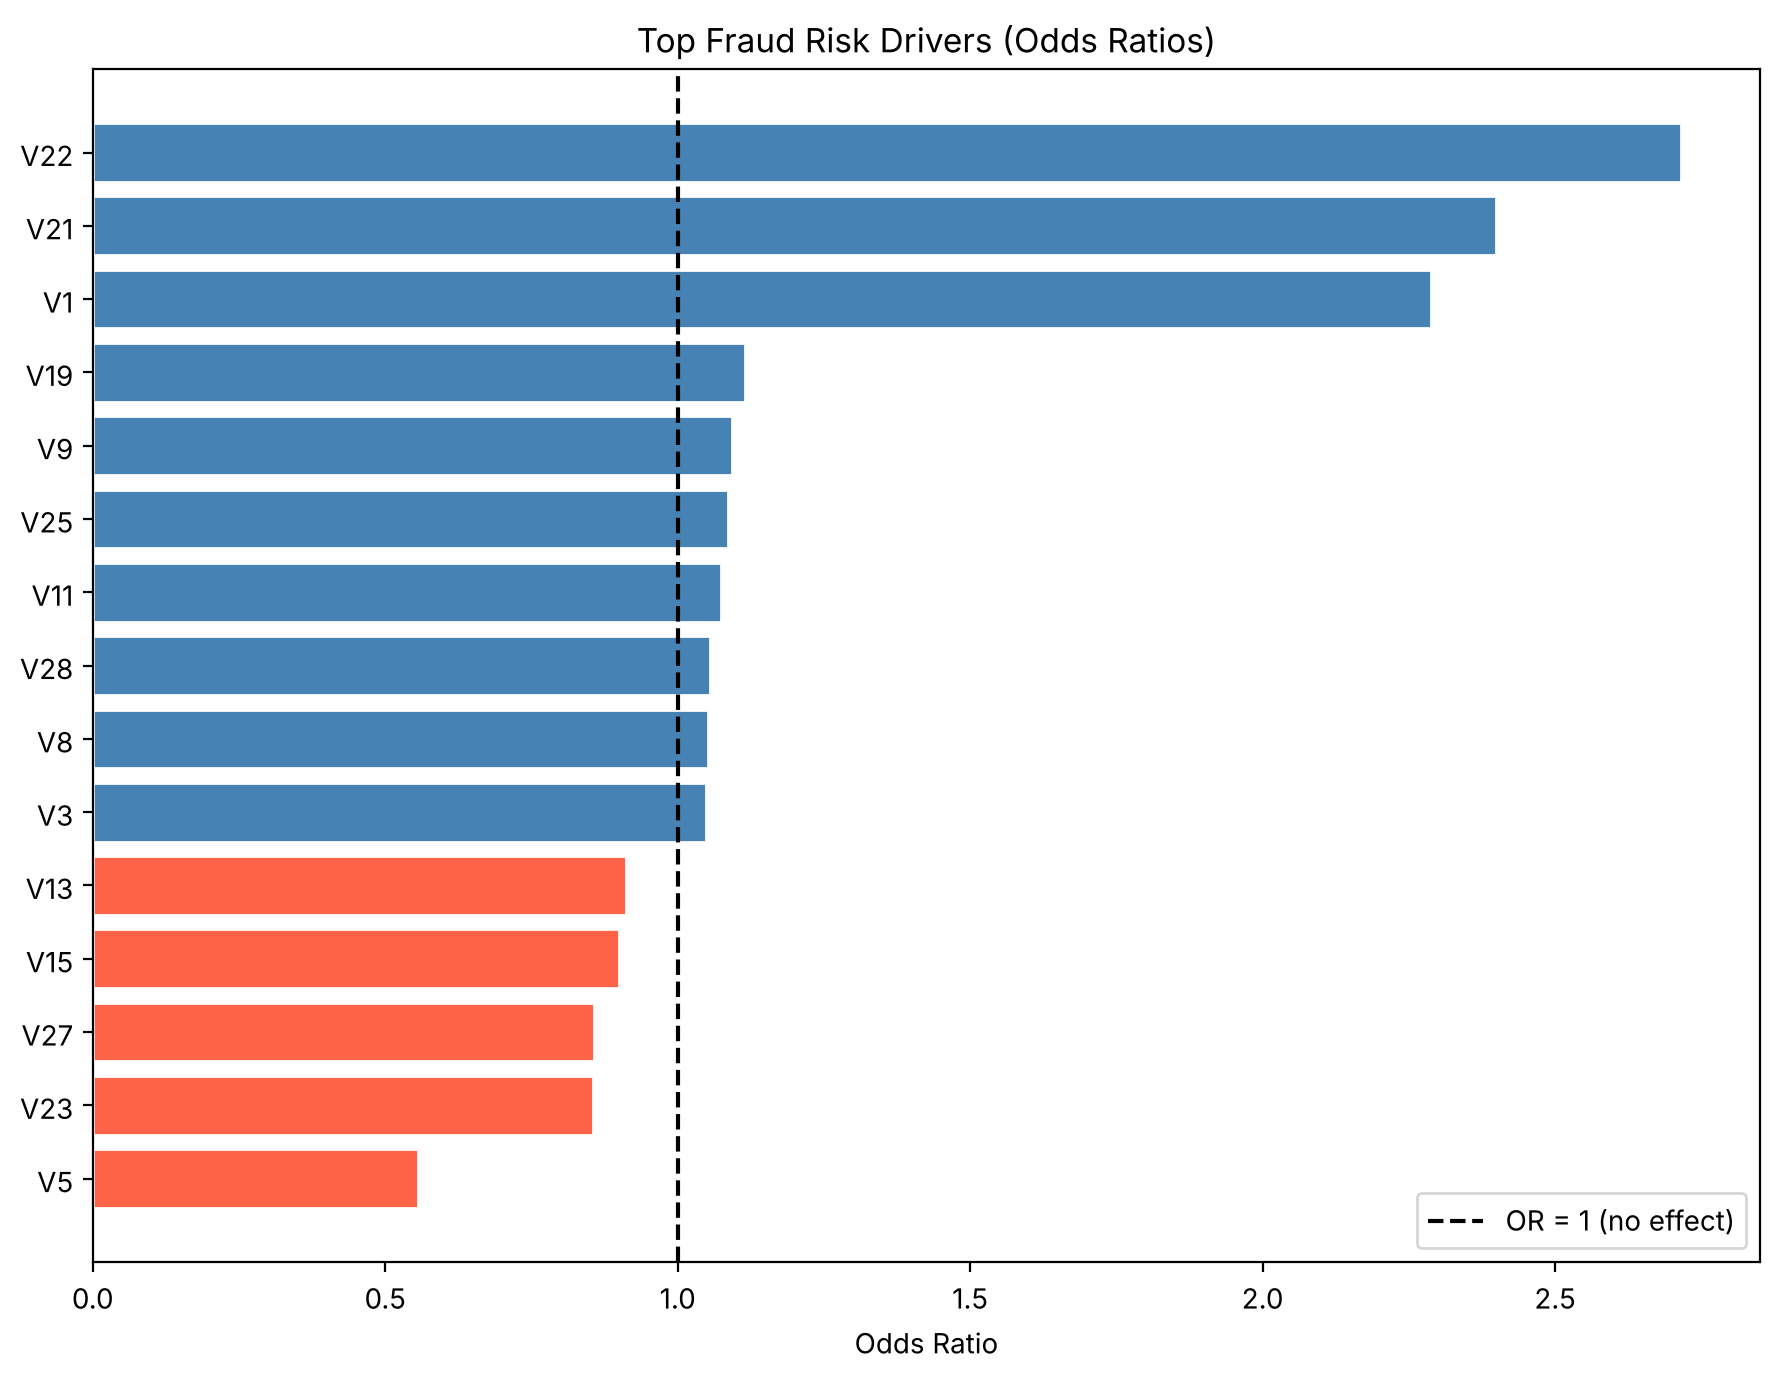 Top Fraud Risk Drivers (Odds Ratios)
V22
V21
V1
V19
V9
V25
V11
V28
V8
V3
V13
V15
V27
V23
V5
OR = 1 (no effect)
0.0 0.5 1.0 1.5 2.0 2.5
Odds Ratio